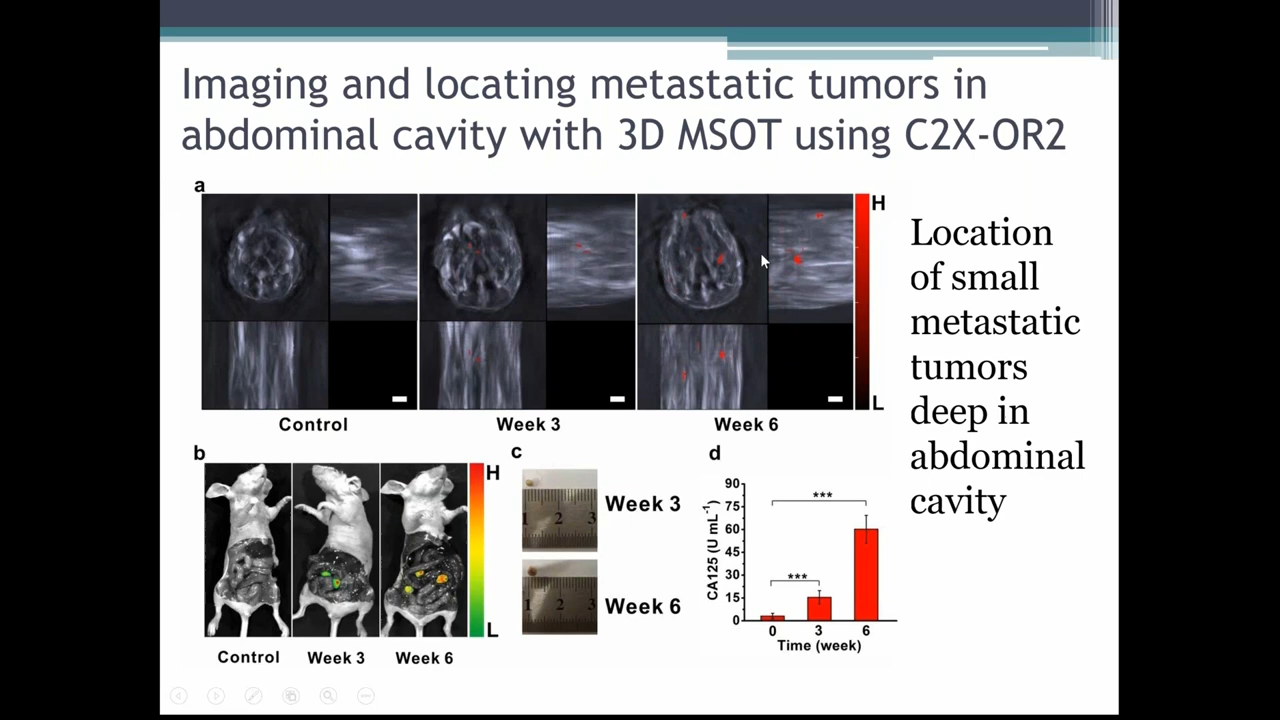 Imaging and locating metastatic tumors in
abdominal cavity with 3D MSOT using C2X-OR2
a
H
L
Control
Week 3
Week 6
Location
of small
metastatic
tumors
deep in
abdominal
cavity
b
H
L
Control
Week 3
Week 6
c
1 2 3
Week 3
1 2 3
Week 6
d
CA125 (U mL-1)
90
75
60
45
30
15
0
***
***
0 3 6
Time (week)